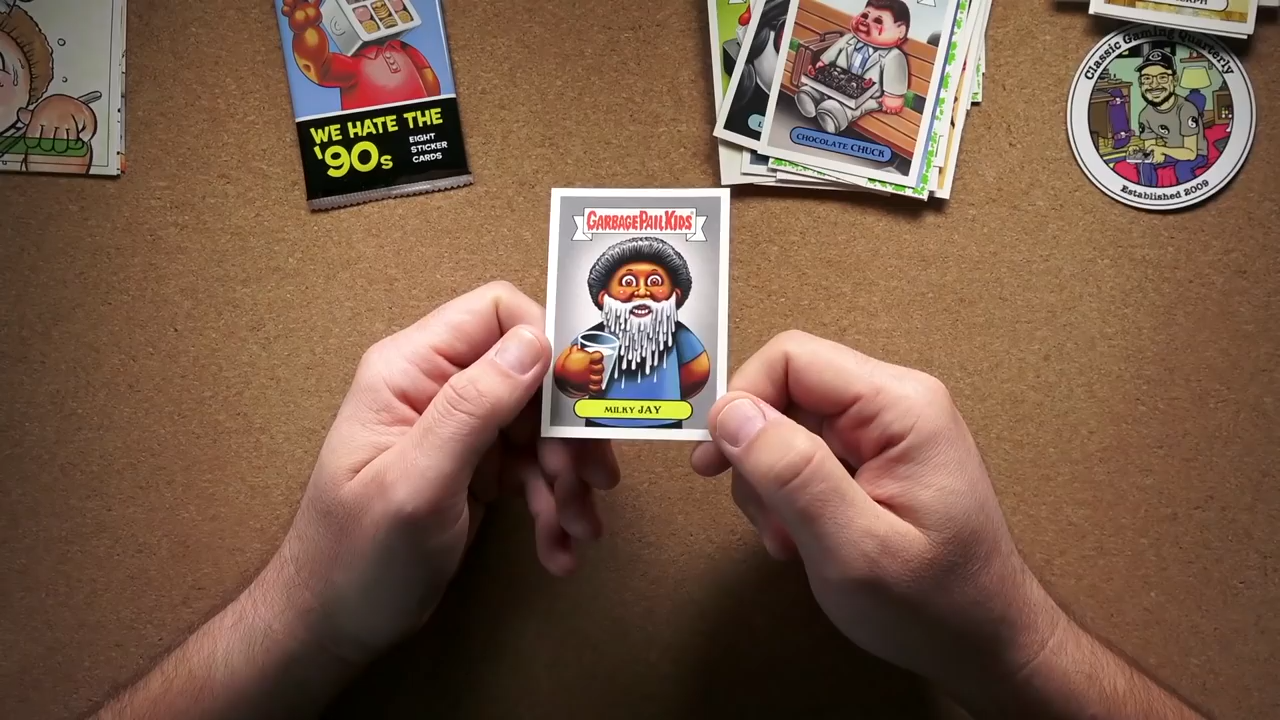 WE HATE THE
'90s
EIGHT
STICKER
CARDS
CHOCOLATE CHUCK
Classic Gaming Quarterly
Established 2009
GARBAGE PAIL KIDS
MILKY JAY